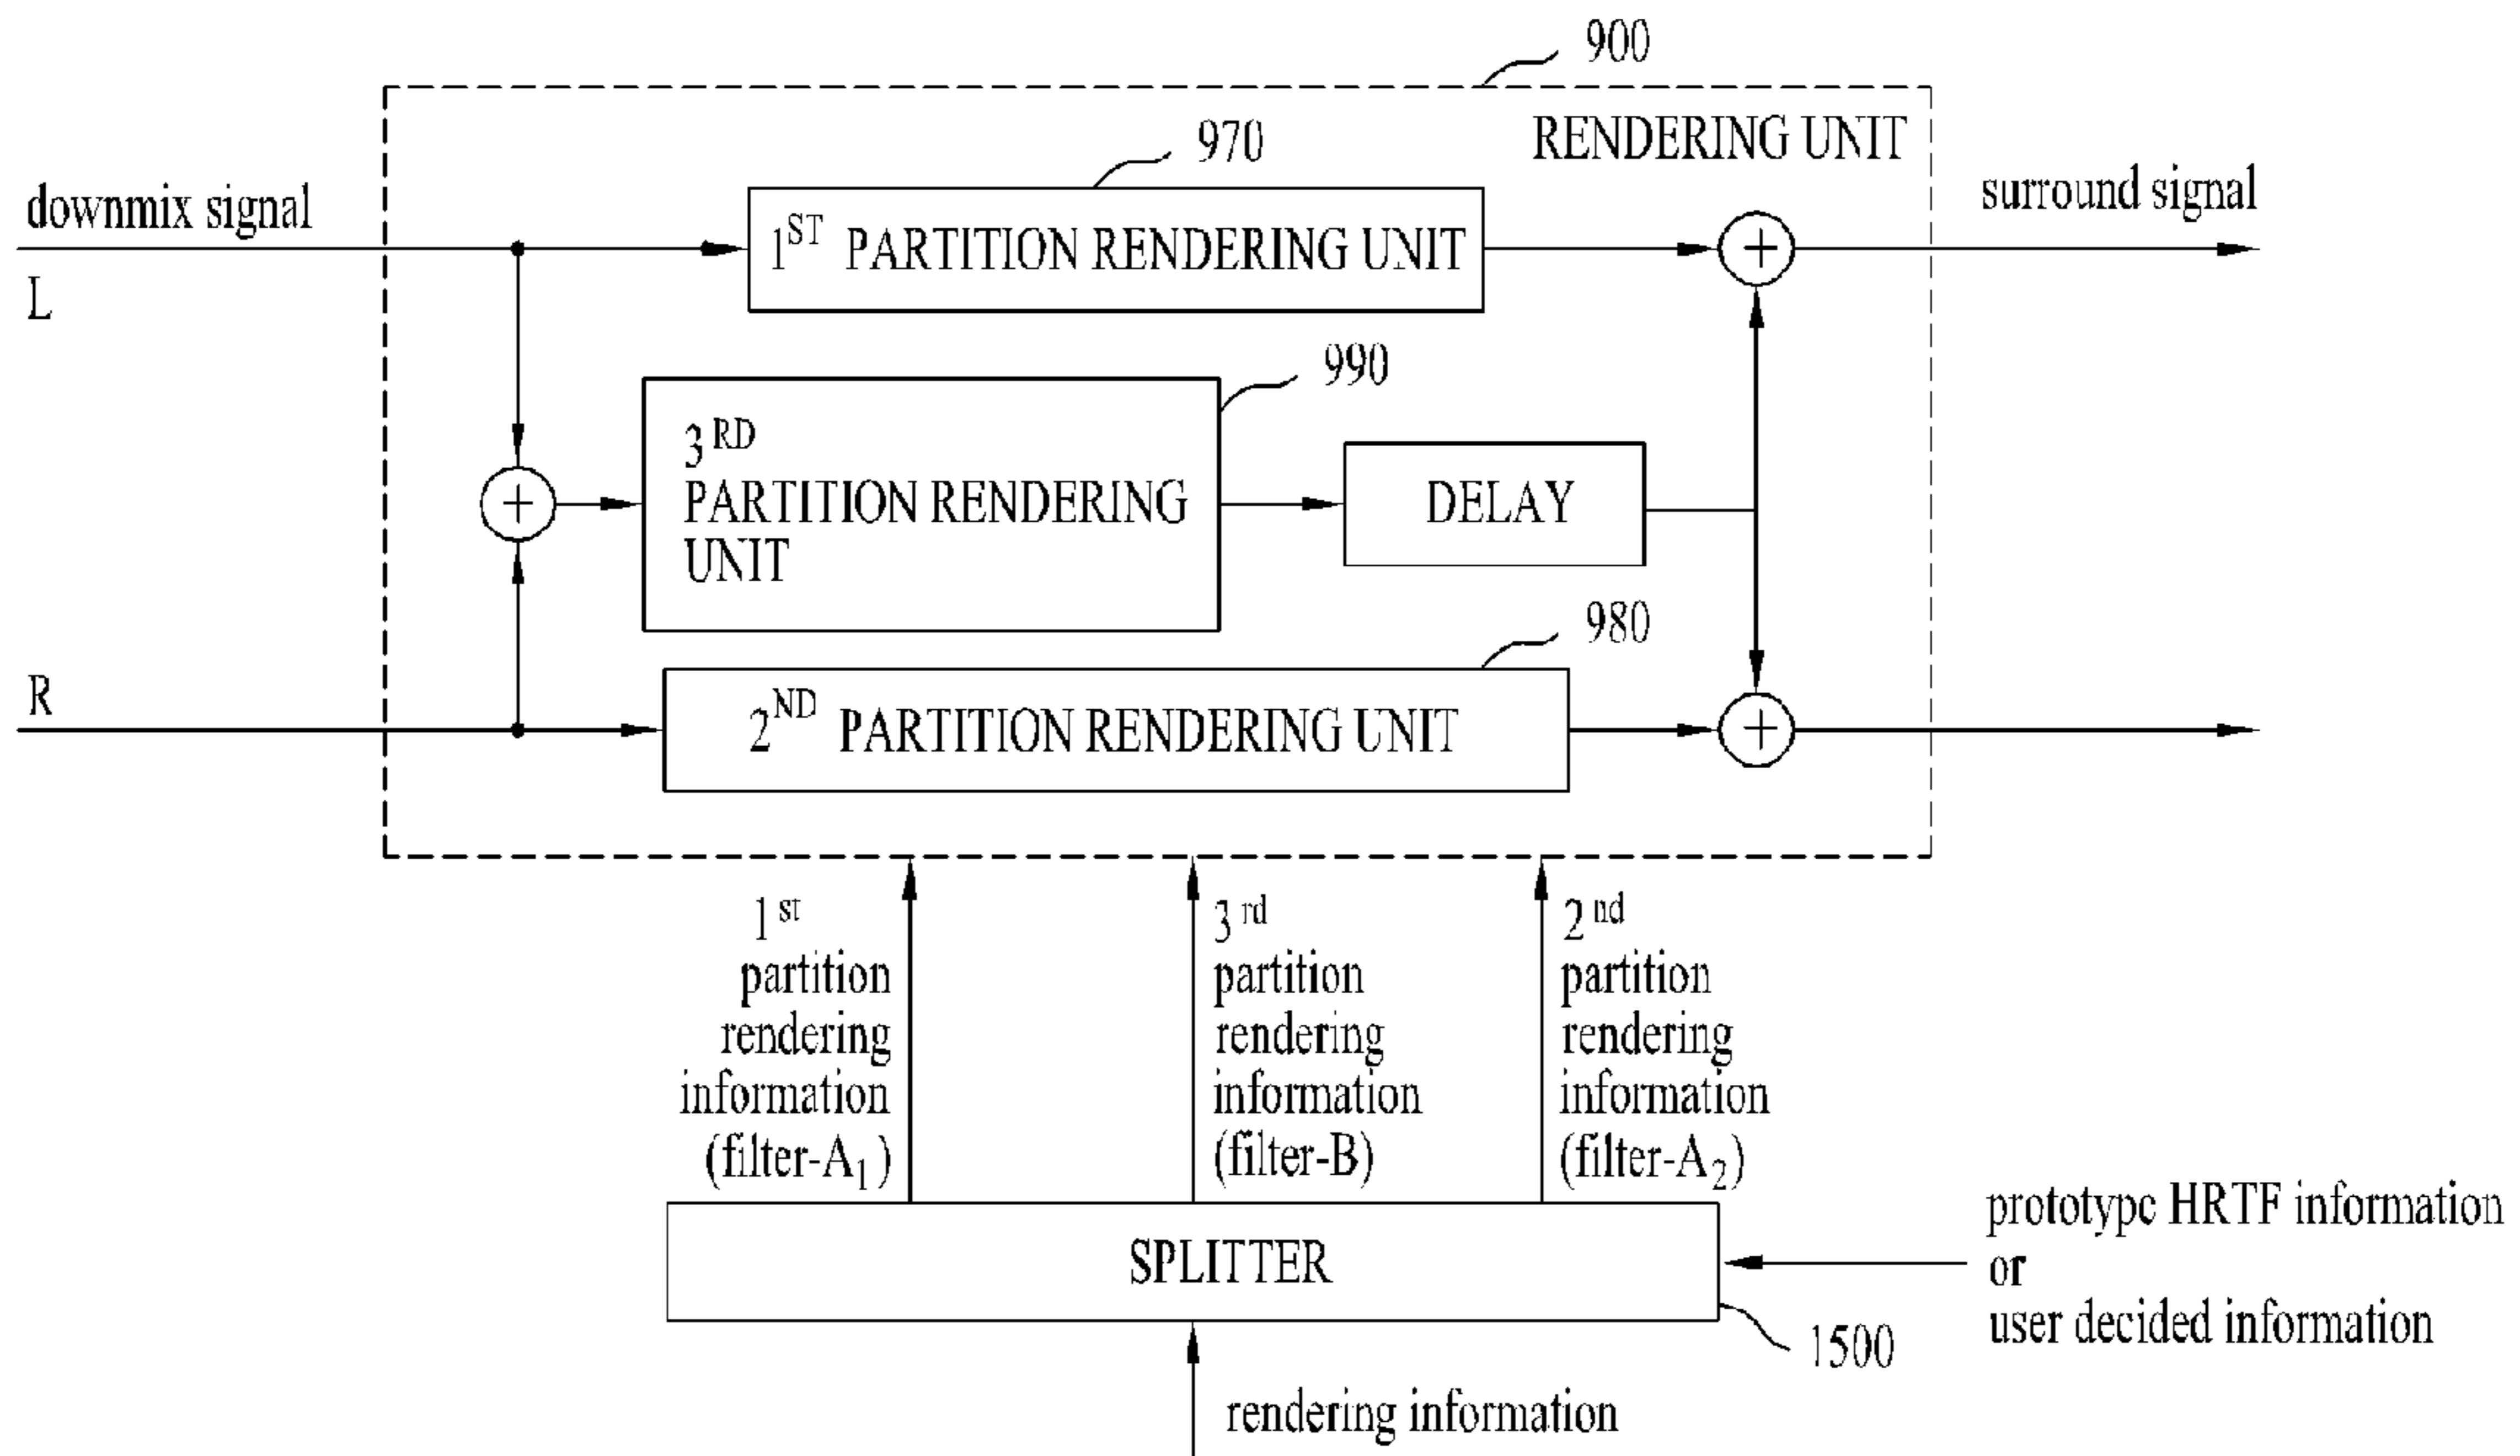 900
RENDERING UNIT
970
downmix signal
1ST PARTITION RENDERING UNIT
+
surround signal
L
990
3RD
PARTITION RENDERING
UNIT
+
DELAY
980
R
2ND PARTITION RENDERING UNIT
+
1st
partition
rendering
information
(filter-A1)
3rd
partition
rendering
information
(filter-B)
2nd
partition
rendering
information
(filter-A2)
SPLITTER
prototype HRTF information
or
user decided information
1500
rendering information